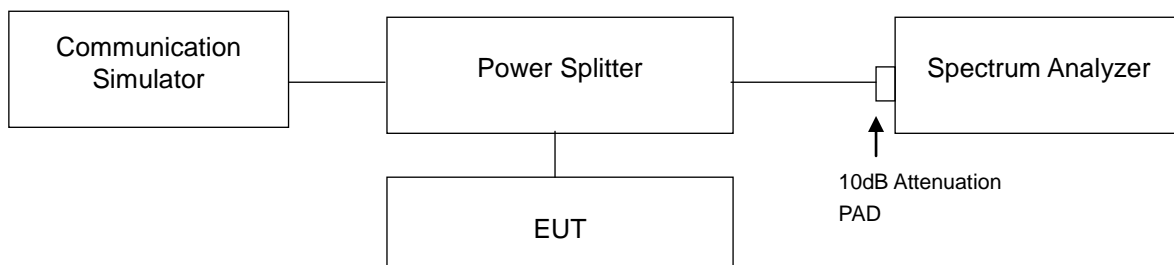 Communication
Simulator
Power Splitter
Spectrum Analyzer
10dB Attenuation
PAD
EUT